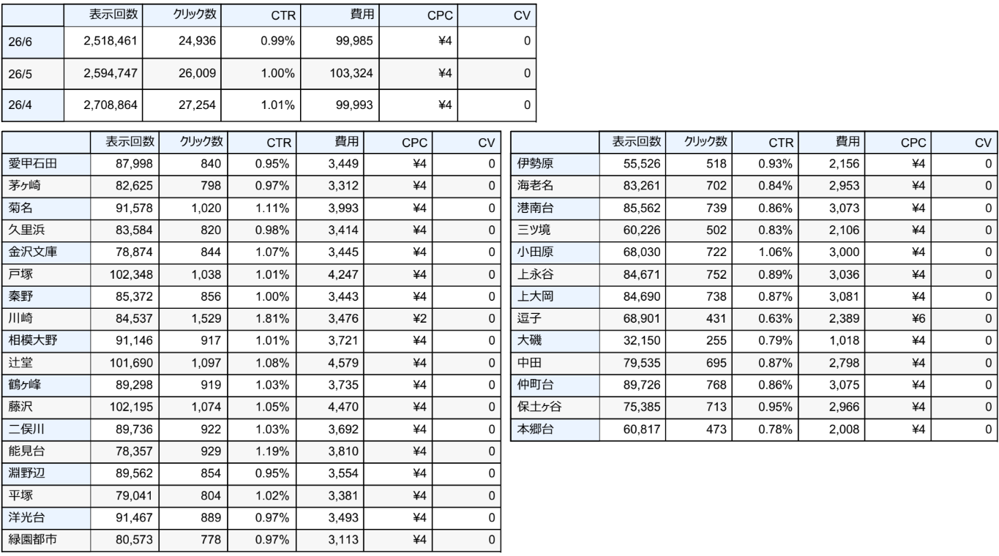 表示回数 クリック数 CTR 費用 CPC CV
26/6 2,518,461 24,936 0.99% 99,985 ¥4 0
26/5 2,594,747 26,009 1.00% 103,324 ¥4 0
26/4 2,708,864 27,254 1.01% 99,993 ¥4 0
表示回数 クリック数 CTR 費用 CPC CV
愛甲石田 87,998 840 0.95% 3,449 ¥4 0
茅ヶ崎 82,625 798 0.97% 3,312 ¥4 0
菊名 91,578 1,020 1.11% 3,993 ¥4 0
久里浜 83,584 820 0.98% 3,414 ¥4 0
金沢文庫 78,874 844 1.07% 3,445 ¥4 0
戸塚 102,348 1,038 1.01% 4,247 ¥4 0
秦野 85,372 856 1.00% 3,443 ¥4 0
川崎 84,537 1,529 1.81% 3,476 ¥2 0
相模大野 91,146 917 1.01% 3,721 ¥4 0
辻堂 101,690 1,097 1.08% 4,579 ¥4 0
鶴ヶ峰 89,298 919 1.03% 3,735 ¥4 0
藤沢 102,195 1,074 1.05% 4,470 ¥4 0
二俣川 89,736 922 1.03% 3,692 ¥4 0
能見台 78,357 929 1.19% 3,810 ¥4 0
淵野辺 89,562 854 0.95% 3,554 ¥4 0
平塚 79,041 804 1.02% 3,381 ¥4 0
洋光台 91,467 889 0.97% 3,493 ¥4 0
緑園都市 80,573 778 0.97% 3,113 ¥4 0
表示回数 クリック数 CTR 費用 CPC CV
伊勢原 55,526 518 0.93% 2,156 ¥4 0
海老名 83,261 702 0.84% 2,953 ¥4 0
港南台 85,562 739 0.86% 3,073 ¥4 0
三ツ境 60,226 502 0.83% 2,106 ¥4 0
小田原 68,030 722 1.06% 3,000 ¥4 0
上永谷 84,671 752 0.89% 3,036 ¥4 0
上大岡 84,690 738 0.87% 3,081 ¥4 0
逗子 68,901 431 0.63% 2,389 ¥6 0
大磯 32,150 255 0.79% 1,018 ¥4 0
中田 79,535 695 0.87% 2,798 ¥4 0
仲町台 89,726 768 0.86% 3,075 ¥4 0
保土ヶ谷 75,385 713 0.95% 2,966 ¥4 0
本郷台 60,817 473 0.78% 2,008 ¥4 0